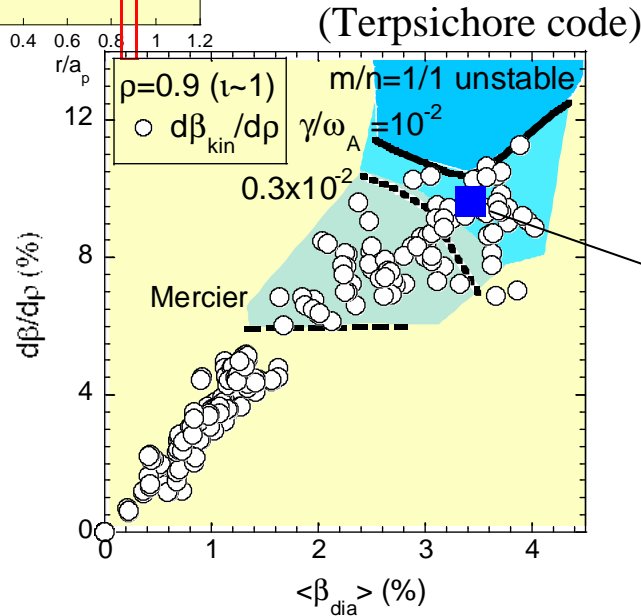 (Terpsichore code)
0.4 0.6 0.8 1 1.2
r/a_p
ρ=0.9 (ι~1)
m/n=1/1 unstable
dβ_kin/dρ
γ/ω_A =10^-2
0.3x10^-2
Mercier
12
8
4
0
dβ/dρ (%)
0 1 2 3 4
<β_dia> (%)